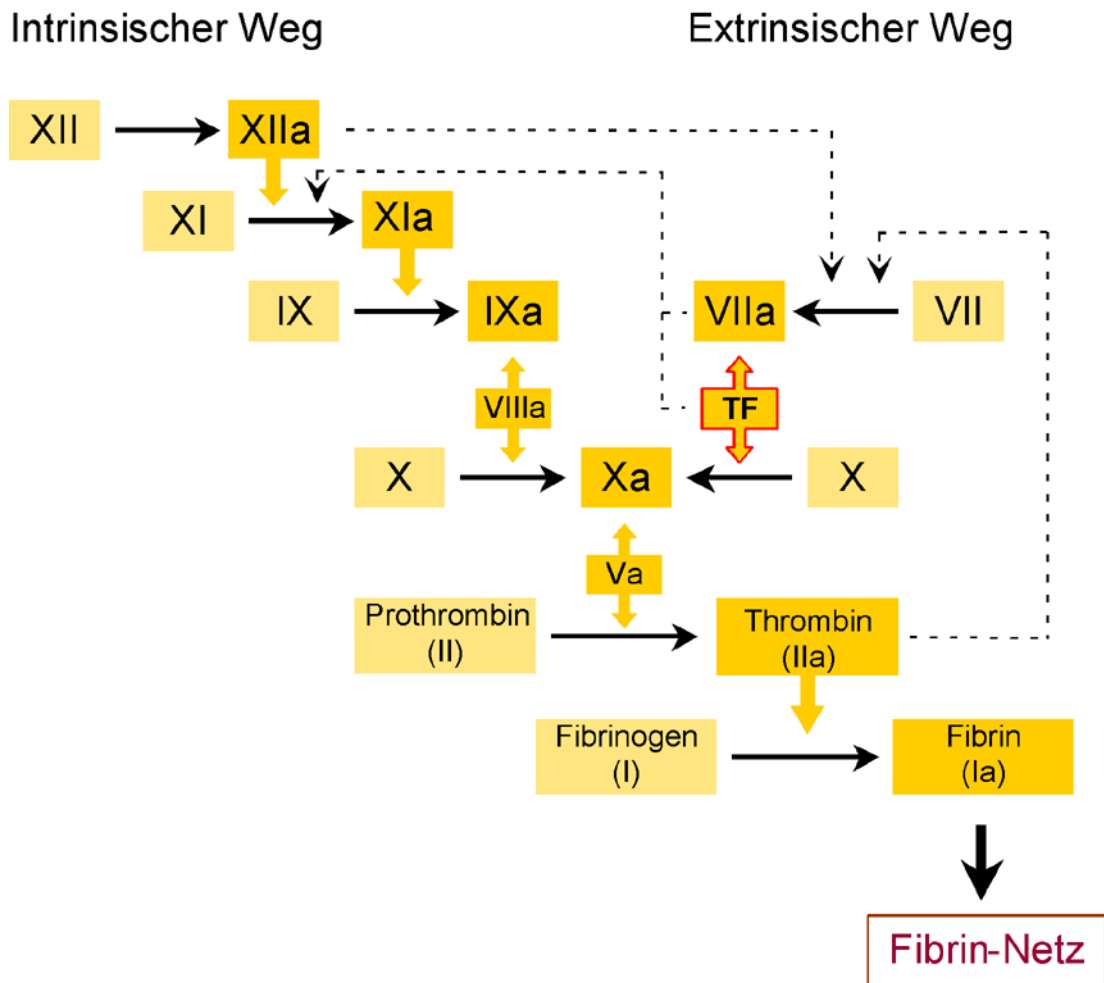 Intrinsischer Weg
Extrinsischer Weg
XII
XIIa
XI
XIa
IX
IXa
VIIa
VII
VIIIa
TF
X
Xa
X
Va
Prothrombin
(II)
Thrombin
(IIa)
Fibrinogen
(I)
Fibrin
(Ia)
Fibrin-Netz